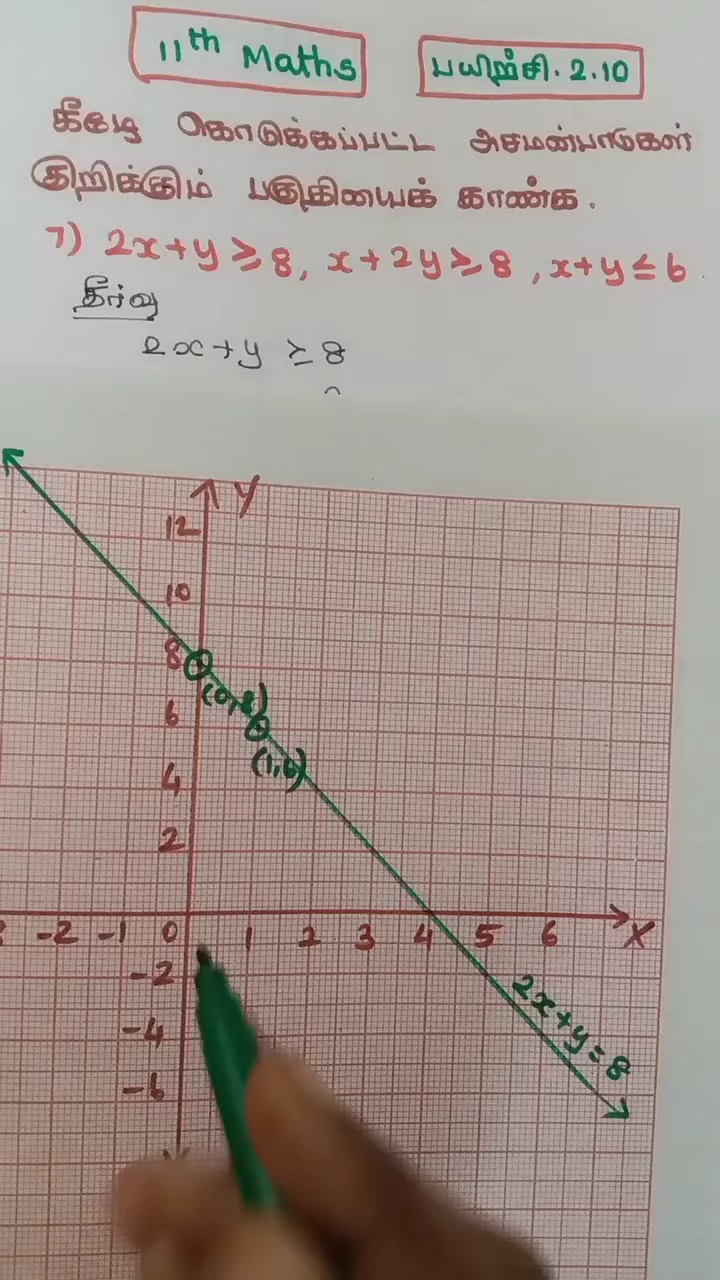 11th Maths
பயிற்சி. 2.10
கீழே கொடுக்கப்பட்ட அசமன்பாடுகள்
குறிக்கும் பகுதியைக் காண்க.
7) 2x+y ≥ 8, x+2y ≥ 8, x+y ≤ 6
தீர்வு
2x+y ≥ 8
Y
12
10
8
(0,8)
6
(1,6)
4
2
-2 -1 0 1 2 3 4 5 6 X
-2
2x+y=8
-4
-6